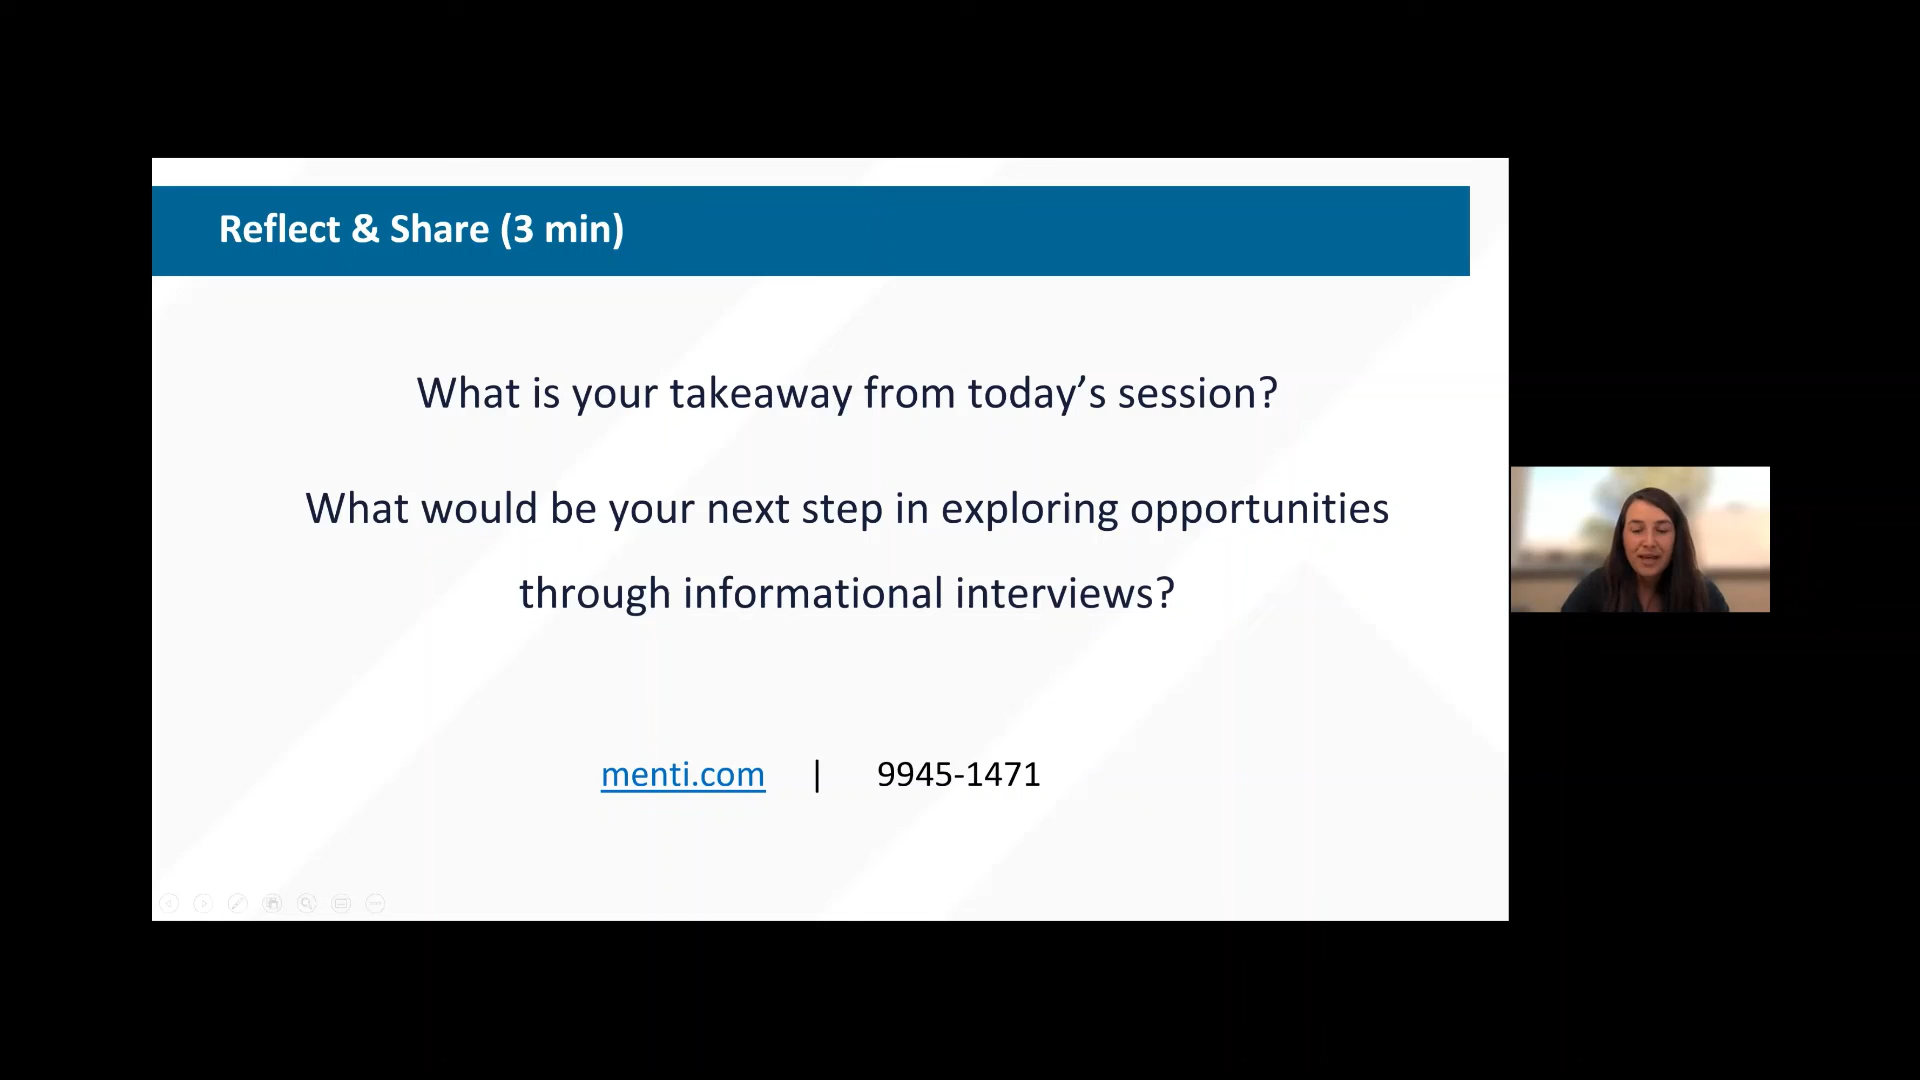 Reflect & Share (3 min)
What is your takeaway from today’s session?
What would be your next step in exploring opportunities
through informational interviews?
menti.com | 9945-1471